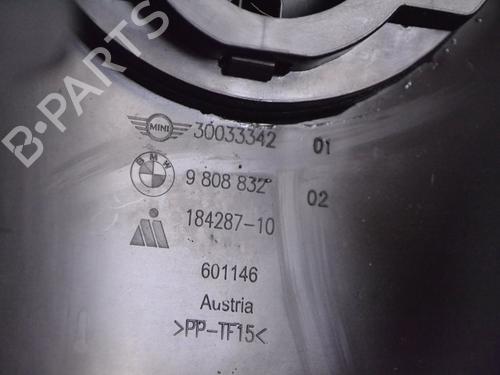 B-PARTS
MINI 30033342 01
BMW 9 808 832 02
184287-10
601146
Austria
>PP-TF15<